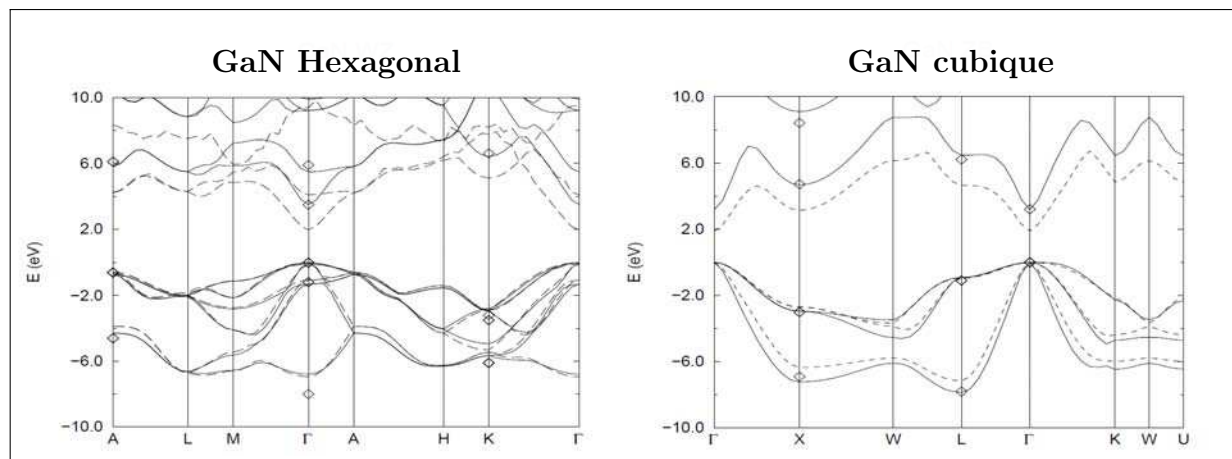 GaN Hexagonal
GaN cubique
10.0
6.0
2.0
−2.0
−6.0
−10.0
E (eV)
A L M Γ A H K Γ
10.0
6.0
2.0
−2.0
−6.0
−10.0
E (eV)
Γ X W L Γ K W U